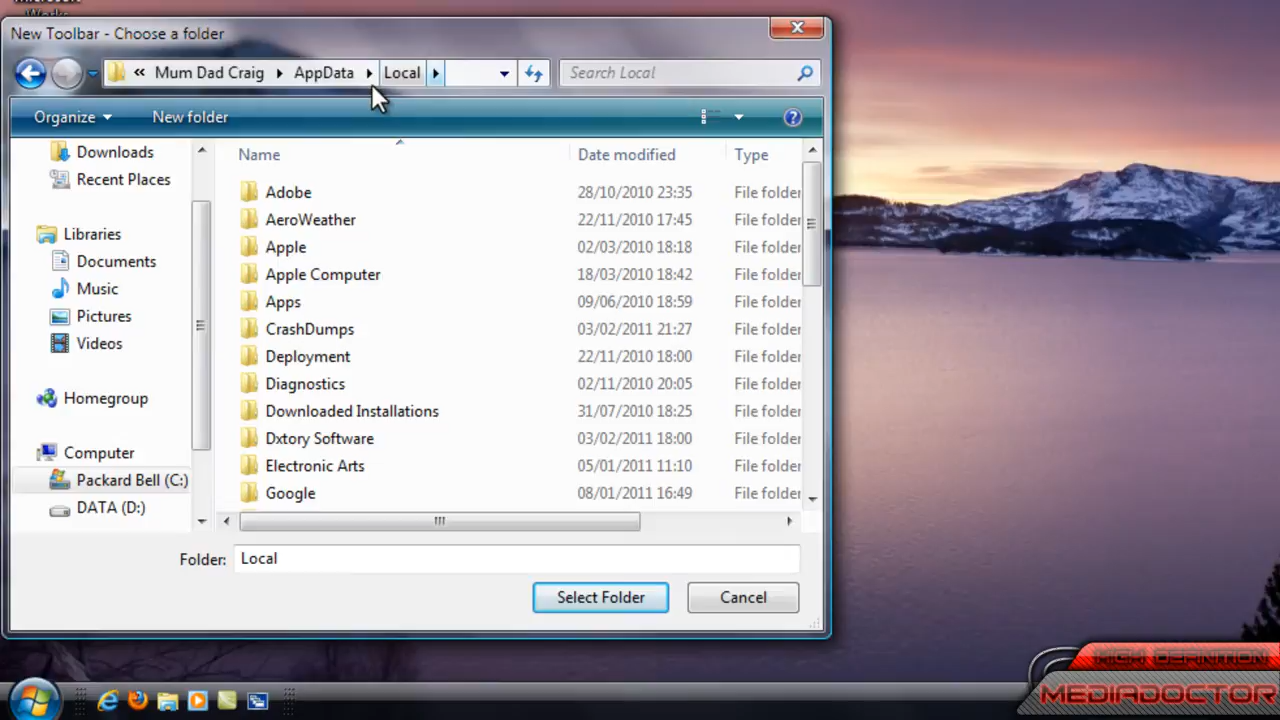 Works
New Toolbar - Choose a folder
« Mum Dad Craig AppData Local
Search Local
Organize New folder
Downloads
Recent Places
Libraries
Documents
Music
Pictures
Videos
Homegroup
Computer
Packard Bell (C:)
DATA (D:)
Name Date modified Type
Adobe 28/10/2010 23:35 File folder
AeroWeather 22/11/2010 17:45 File folder
Apple 02/03/2010 18:18 File folder
Apple Computer 18/03/2010 18:42 File folder
Apps 09/06/2010 18:59 File folder
CrashDumps 03/02/2011 21:27 File folder
Deployment 22/11/2010 18:00 File folder
Diagnostics 02/11/2010 20:05 File folder
Downloaded Installations 31/07/2010 18:25 File folder
Dxtory Software 03/02/2011 18:00 File folder
Electronic Arts 05/01/2011 11:10 File folder
Google 08/01/2011 16:49 File folder
Folder: Local
Select Folder Cancel
HIGH DEFINITION
MEDIADOCTOR